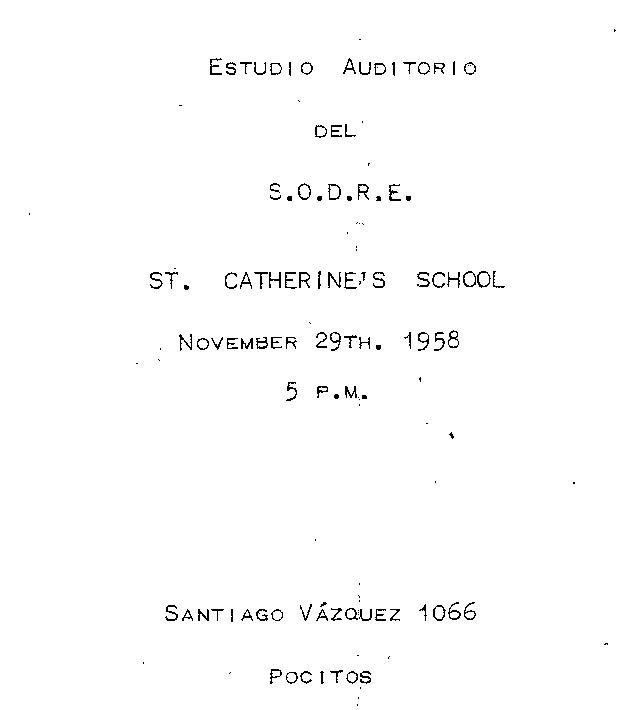 ESTUDIO AUDITORIO
DEL
S.O.D.R.E.
ST. CATHERINE'S SCHOOL
NOVEMBER 29TH. 1958
5 P.M.
SANTIAGO VÁZQUEZ 1066
POCITOS